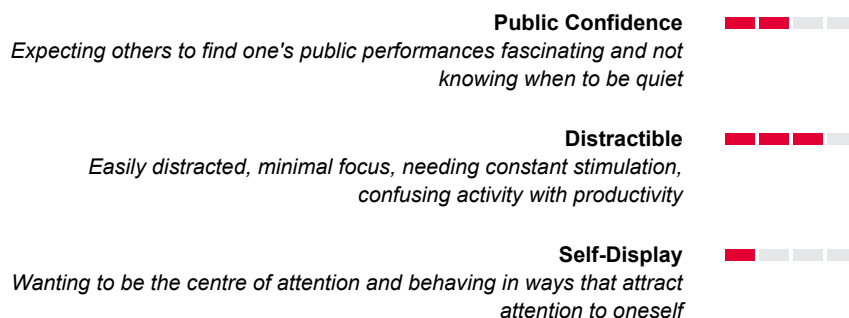 Public Confidence
Expecting others to find one's public performances fascinating and not
knowing when to be quiet
Distractible
Easily distracted, minimal focus, needing constant stimulation,
confusing activity with productivity
Self-Display
Wanting to be the centre of attention and behaving in ways that attract
attention to oneself